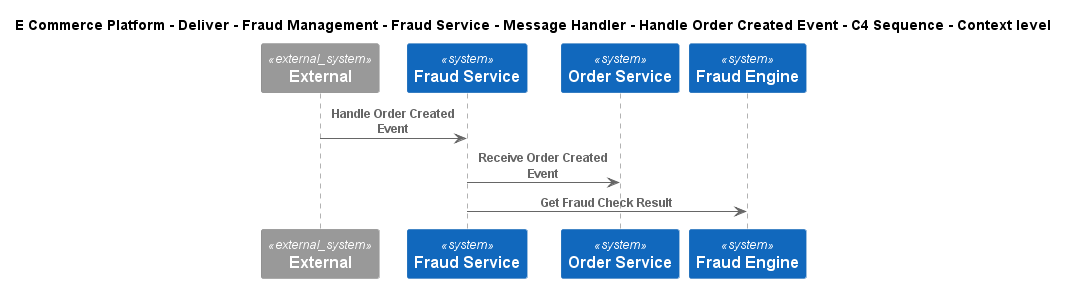 E Commerce Platform - Deliver - Fraud Management - Fraud Service - Message Handler - Handle Order Created Event - C4 Sequence - Context level
«external_system»
External
«system»
Fraud Service
«system»
Order Service
«system»
Fraud Engine
Handle Order Created
Event
Receive Order Created
Event
Get Fraud Check Result
«external_system»
External
«system»
Fraud Service
«system»
Order Service
«system»
Fraud Engine